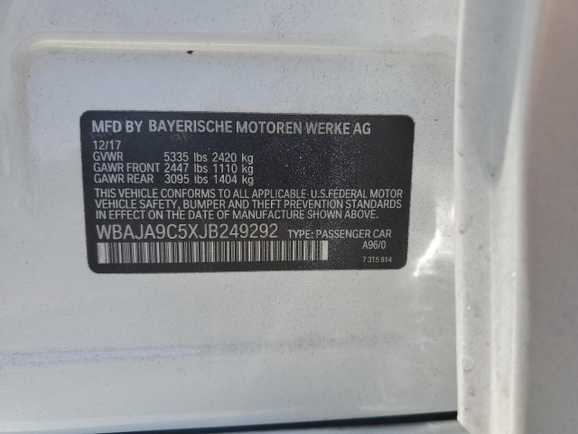 MFD BY BAYERISCHE MOTOREN WERKE AG
12/17
GVWR 5335 lbs 2420 kg
GAWR FRONT 2447 lbs 1110 kg
GAWR REAR 3095 lbs 1404 kg
THIS VEHICLE CONFORMS TO ALL APPLICABLE U.S.FEDERAL MOTOR
VEHICLE SAFETY, BUMPER AND THEFT PREVENTION STANDARDS
IN EFFECT ON THE DATE OF MANUFACTURE SHOWN ABOVE.
WBAJA9C5XJB249292 TYPE: PASSENGER CAR
A96/0
7 3T5 814